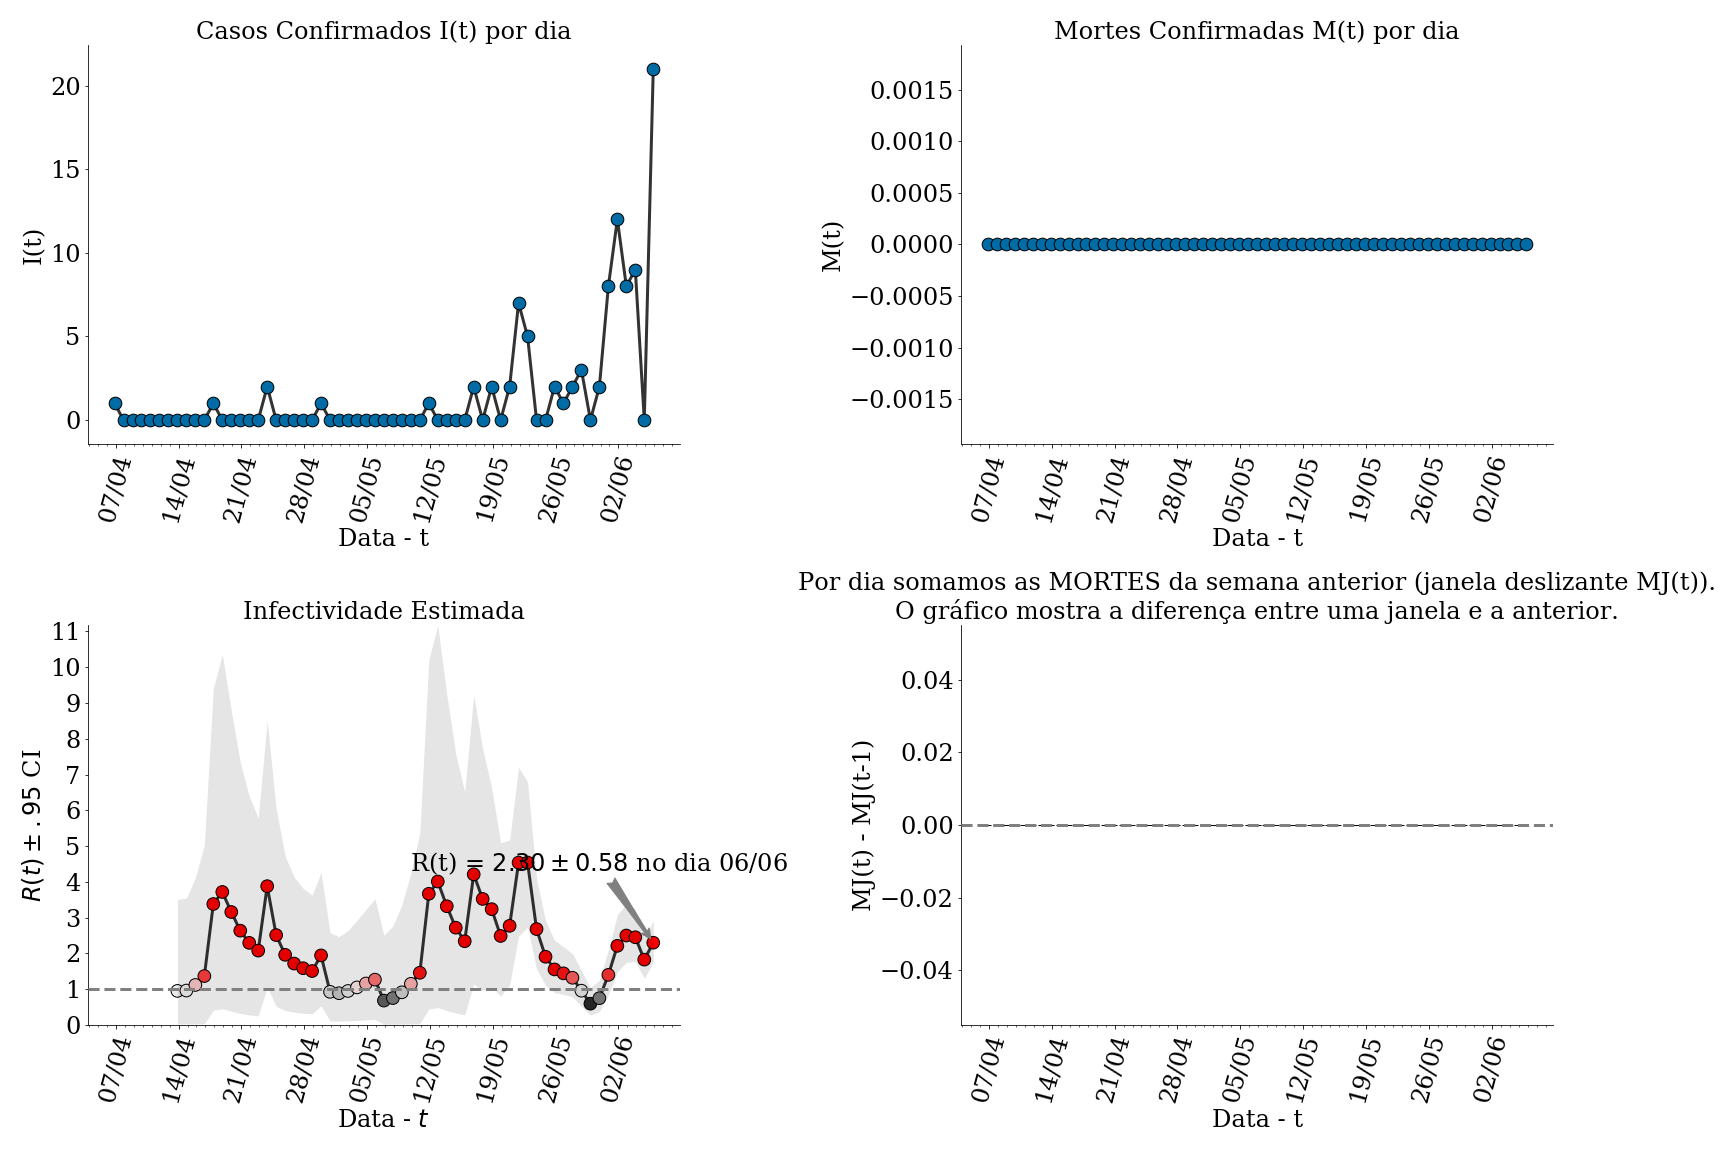 Casos Confirmados I(t) por dia
I(t)
20
15
10
5
0
07/04 14/04 21/04 28/04 05/05 12/05 19/05 26/05 02/06
Data - t
Mortes Confirmadas M(t) por dia
M(t)
0.0015
0.0010
0.0005
0.0000
−0.0005
−0.0010
−0.0015
07/04 14/04 21/04 28/04 05/05 12/05 19/05 26/05 02/06
Data - t
Infectividade Estimada
R(t) ± .95 CI
11
10
9
8
7
6
5
4
3
2
1
0
R(t) = 2.30 ± 0.58 no dia 06/06
07/04 14/04 21/04 28/04 05/05 12/05 19/05 26/05 02/06
Data - t
Por dia somamos as MORTES da semana anterior (janela deslizante MJ(t)).
O gráfico mostra a diferença entre uma janela e a anterior.
MJ(t) - MJ(t-1)
0.04
0.02
0.00
−0.02
−0.04
07/04 14/04 21/04 28/04 05/05 12/05 19/05 26/05 02/06
Data - t